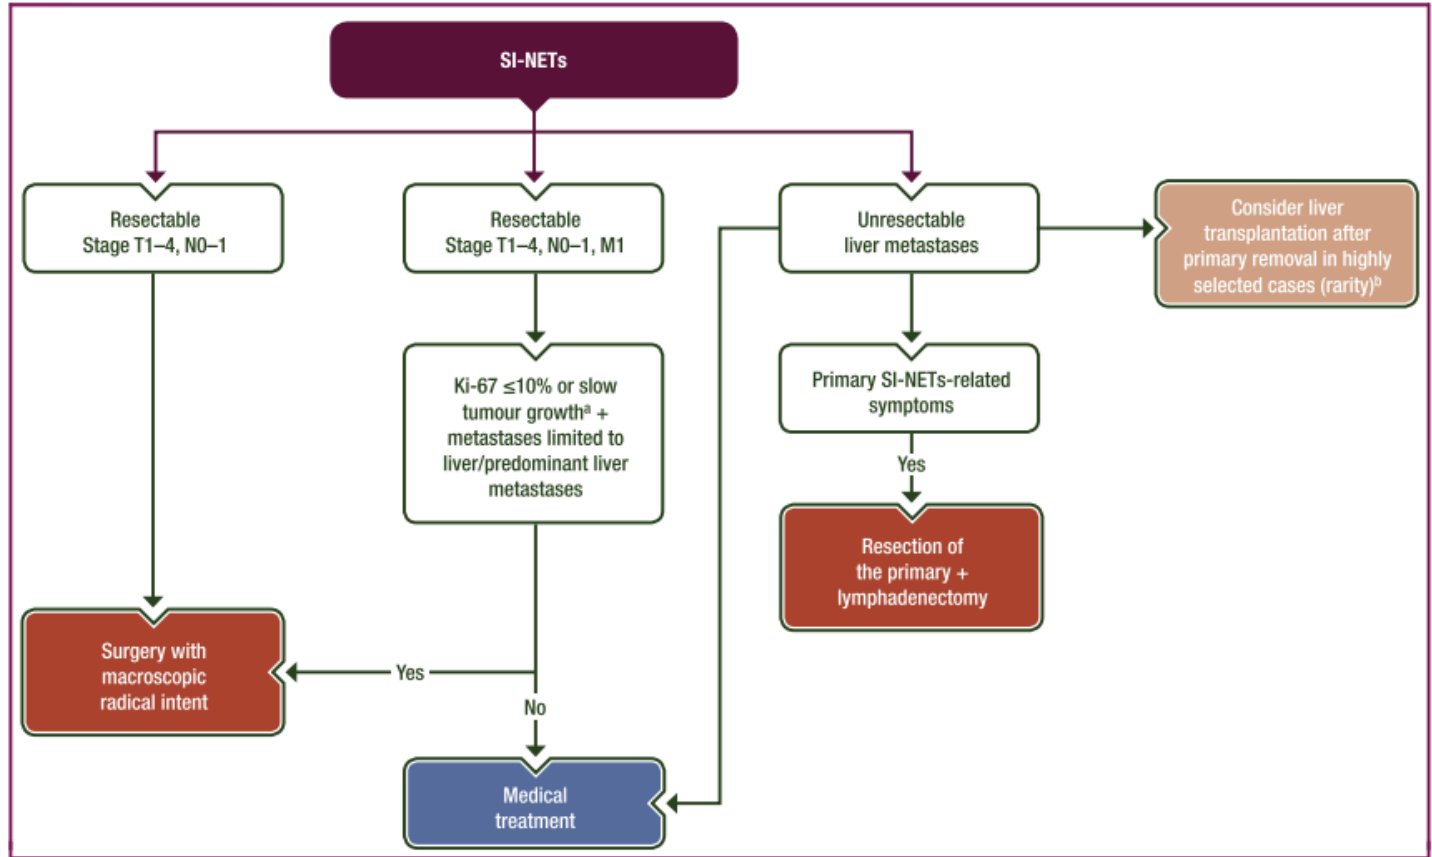 SI-NETs
Resectable
Stage T1–4, N0–1
Resectable
Stage T1–4, N0–1, M1
Unresectable
liver metastases
Consider liver
transplantation after
primary removal in highly
selected cases (rarity)ᵇ
Ki-67 ≤10% or slow
tumour growthᵃ +
metastases limited to
liver/predominant liver
metastases
Primary SI-NETs-related
symptoms
Yes
Resection of
the primary +
lymphadenectomy
Surgery with
macroscopic
radical intent
Yes
No
Medical
treatment